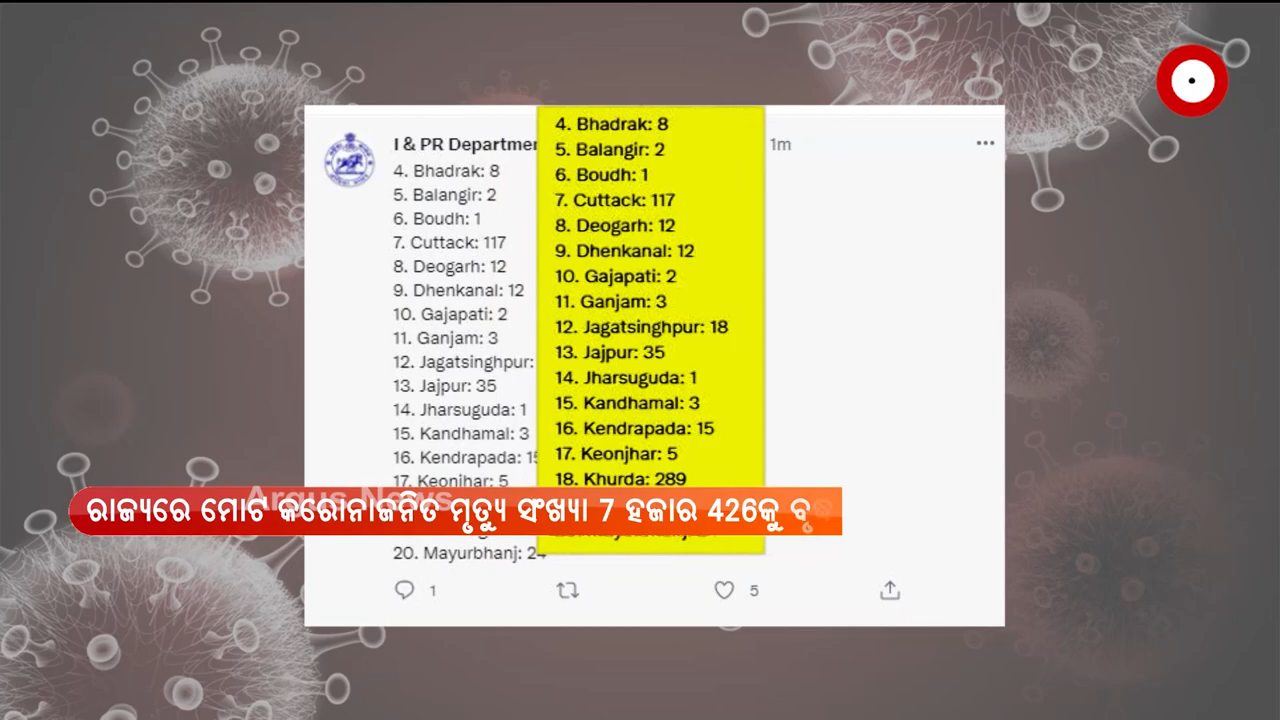 I & PR Departmen
1m
4. Bhadrak: 8
5. Balangir: 2
6. Boudh: 1
7. Cuttack: 117
8. Deogarh: 12
9. Dhenkanal: 12
10. Gajapati: 2
11. Ganjam: 3
12. Jagatsinghpur:
13. Jajpur: 35
14. Jharsuguda: 1
15. Kandhamal: 3
16. Kendrapada: 15
17. Keonjhar: 5
20. Mayurbhanj: 24
4. Bhadrak: 8
5. Balangir: 2
6. Boudh: 1
7. Cuttack: 117
8. Deogarh: 12
9. Dhenkanal: 12
10. Gajapati: 2
11. Ganjam: 3
12. Jagatsinghpur: 18
13. Jajpur: 35
14. Jharsuguda: 1
15. Kandhamal: 3
16. Kendrapada: 15
17. Keonjhar: 5
18. Khurda: 289
Argus News
ରାଜ୍ୟରେ ମୋଟ କରୋନାଜନିତ ମୃତ୍ୟୁ ସଂଖ୍ୟା 7 ହଜାର 426କୁ ବୃ
1
5